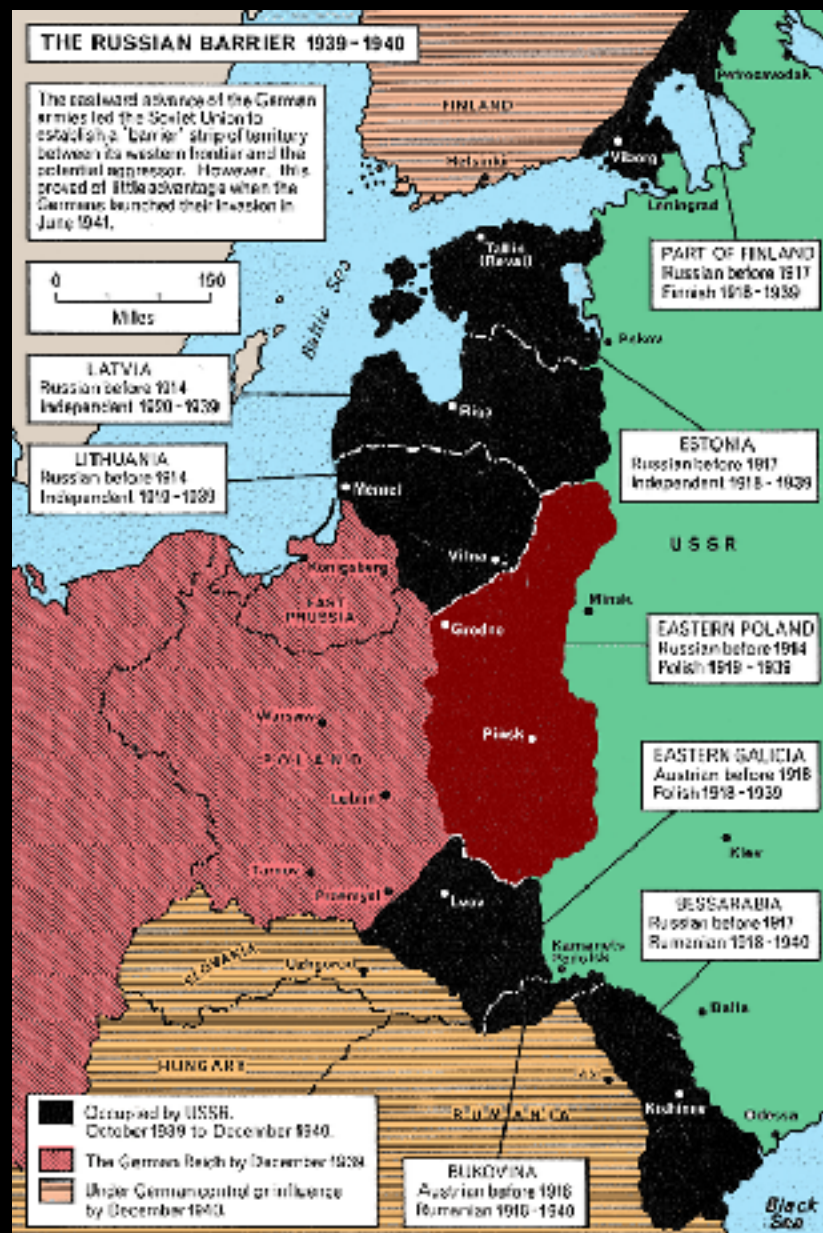 THE RUSSIAN BARRIER 1939-1940
The eastward advance of the German
armies led the Soviet Union to
establish a 'barrier' strip of territory
between its western frontier and the
potential aggressor. However, this
proved of little advantage when the
Germans launched their invasion in
June 1941.
0 150
Miles
FINLAND
Helsinki
Viborg
Petrozavodsk
Leningrad
PART OF FINLAND
Russian before 1917
Finnish 1918-1939
Tallin
(Reval)
Baltic Sea
Pskov
LATVIA
Russian before 1914
Independent 1920-1939
Riga
ESTONIA
Russian before 1917
Independent 1918-1939
LITHUANIA
Russian before 1914
Independent 1919-1939
Memel
Vilna
USSR
Konigsberg
EAST
PRUSSIA
Minsk
Grodno
EASTERN POLAND
Russian before 1914
Polish 1919-1939
Warsaw
Pinsk
POLAND
Lublin
EASTERN GALICIA
Austrian before 1918
Polish 1918-1939
Kiev
Tarnow
Przemysl
Lvov
BESSARABIA
Russian before 1917
Rumanian 1918-1940
SLOVAKIA
Uzhgorod
Kamenets
Podolsk
Balta
HUNGARY
RUMANIA
Kishinev
Odessa
Occupied by USSR.
October 1939 to December 1940.
The German Reich by December 1939
Under German control or influence
by December 1940.
BUKOVINA
Austrian before 1918
Rumanian 1918-1940
Black
Sea